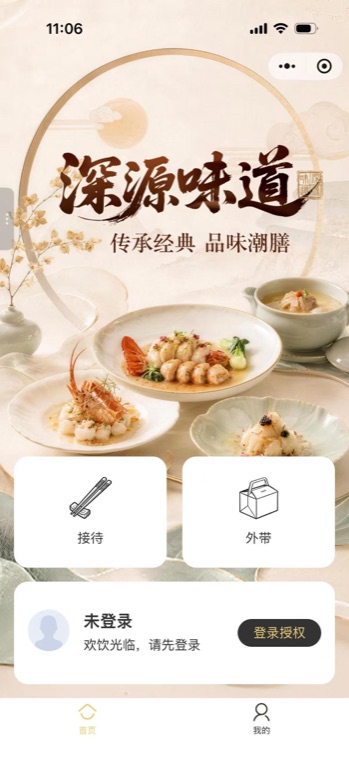 11:06
深源味道
传承经典 品味潮膳
接待
外带
未登录
欢饮光临，请先登录
登录授权
首页
我的